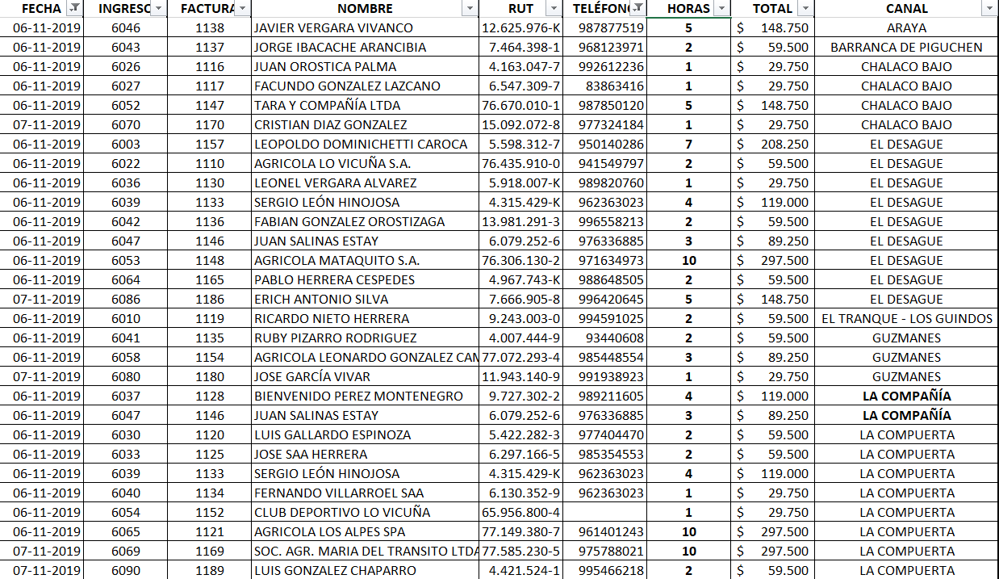 FECHA INGRESO FACTURA NOMBRE RUT TELÉFONO HORAS TOTAL CANAL
06-11-2019 6046 1138 JAVIER VERGARA VIVANCO 12.625.976-K 987877519 5 $ 148.750 ARAYA
06-11-2019 6043 1137 JORGE IBACACHE ARANCIBIA 7.464.398-1 968123971 2 $ 59.500 BARRANCA DE PIGUCHEN
06-11-2019 6026 1116 JUAN OROSTICA PALMA 4.163.047-7 992612236 1 $ 29.750 CHALACO BAJO
06-11-2019 6027 1117 FACUNDO GONZALEZ LAZCANO 6.547.309-7 83863416 1 $ 29.750 CHALACO BAJO
06-11-2019 6052 1147 TARA Y COMPAÑÍA LTDA 76.670.010-1 987850120 5 $ 148.750 CHALACO BAJO
07-11-2019 6070 1170 CRISTIAN DIAZ GONZALEZ 15.092.072-8 977324184 1 $ 29.750 CHALACO BAJO
06-11-2019 6003 1157 LEOPOLDO DOMINICHETTI CAROCA 5.598.312-7 950140286 7 $ 208.250 EL DESAGUE
06-11-2019 6022 1110 AGRICOLA LO VICUÑA S.A. 76.435.910-0 941549797 2 $ 59.500 EL DESAGUE
06-11-2019 6036 1130 LEONEL VERGARA ALVAREZ 5.918.007-K 989820760 1 $ 29.750 EL DESAGUE
06-11-2019 6039 1133 SERGIO LEÓN HINOJOSA 4.315.429-K 962363023 4 $ 119.000 EL DESAGUE
06-11-2019 6042 1136 FABIAN GONZALEZ OROSTIZAGA 13.981.291-3 996558213 2 $ 59.500 EL DESAGUE
06-11-2019 6047 1146 JUAN SALINAS ESTAY 6.079.252-6 976336885 3 $ 89.250 EL DESAGUE
06-11-2019 6053 1148 AGRICOLA MATAQUITO S.A. 76.306.130-2 971634973 10 $ 297.500 EL DESAGUE
06-11-2019 6064 1165 PABLO HERRERA CESPEDES 4.967.743-K 988648505 2 $ 59.500 EL DESAGUE
07-11-2019 6086 1186 ERICH ANTONIO SILVA 7.666.905-8 996420645 5 $ 148.750 EL DESAGUE
06-11-2019 6010 1119 RICARDO NIETO HERRERA 9.243.003-0 994591025 2 $ 59.500 EL TRANQUE - LOS GUINDOS
06-11-2019 6041 1135 RUBY PIZARRO RODRIGUEZ 4.007.444-9 93440608 2 $ 59.500 GUZMANES
06-11-2019 6058 1154 AGRICOLA LEONARDO GONZALEZ CAM 77.072.293-4 985448554 3 $ 89.250 GUZMANES
07-11-2019 6080 1180 JOSE GARCÍA VIVAR 11.943.140-9 991938923 1 $ 29.750 GUZMANES
06-11-2019 6037 1128 BIENVENIDO PEREZ MONTENEGRO 9.727.302-2 989211605 4 $ 119.000 LA COMPAÑÍA
06-11-2019 6047 1146 JUAN SALINAS ESTAY 6.079.252-6 976336885 3 $ 89.250 LA COMPAÑÍA
06-11-2019 6030 1120 LUIS GALLARDO ESPINOZA 5.422.282-3 977404470 2 $ 59.500 LA COMPUERTA
06-11-2019 6033 1125 JOSE SAA HERRERA 6.297.166-5 985354553 2 $ 59.500 LA COMPUERTA
06-11-2019 6039 1133 SERGIO LEÓN HINOJOSA 4.315.429-K 962363023 4 $ 119.000 LA COMPUERTA
06-11-2019 6040 1134 FERNANDO VILLARROEL SAA 6.130.352-9 962363023 1 $ 29.750 LA COMPUERTA
06-11-2019 6054 1152 CLUB DEPORTIVO LO VICUÑA 65.956.800-4 1 $ 29.750 LA COMPUERTA
06-11-2019 6065 1121 AGRICOLA LOS ALPES SPA 77.149.380-7 961401243 10 $ 297.500 LA COMPUERTA
07-11-2019 6069 1169 SOC. AGR. MARIA DEL TRANSITO LTDA 77.585.230-5 975788021 10 $ 297.500 LA COMPUERTA
07-11-2019 6090 1189 LUIS GONZALEZ CHAPARRO 4.421.524-1 995466218 2 $ 59.500 LA COMPUERTA